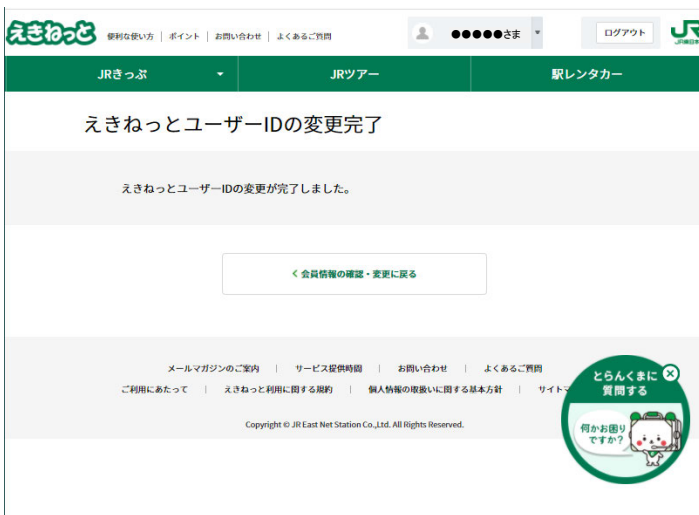 えきねっと 便利な使い方 | ポイント | お問い合わせ | よくあるご質問 ●●●●●さま ログアウト JR JR東日本
JRきっぷ JRツアー 駅レンタカー
えきねっとユーザーIDの変更完了
えきねっとユーザーIDの変更が完了しました。
会員情報の確認・変更に戻る
メールマガジンのご案内 | サービス提供時間 | お問い合わせ | よくあるご質問
ご利用にあたって | えきねっと利用に関する規約 | 個人情報の取扱いに関する基本方針 | サイト
Copyright © JR East Net Station Co.,Ltd. All Rights Reserved.
とらんくまに
質問する
何かお困り
ですか?